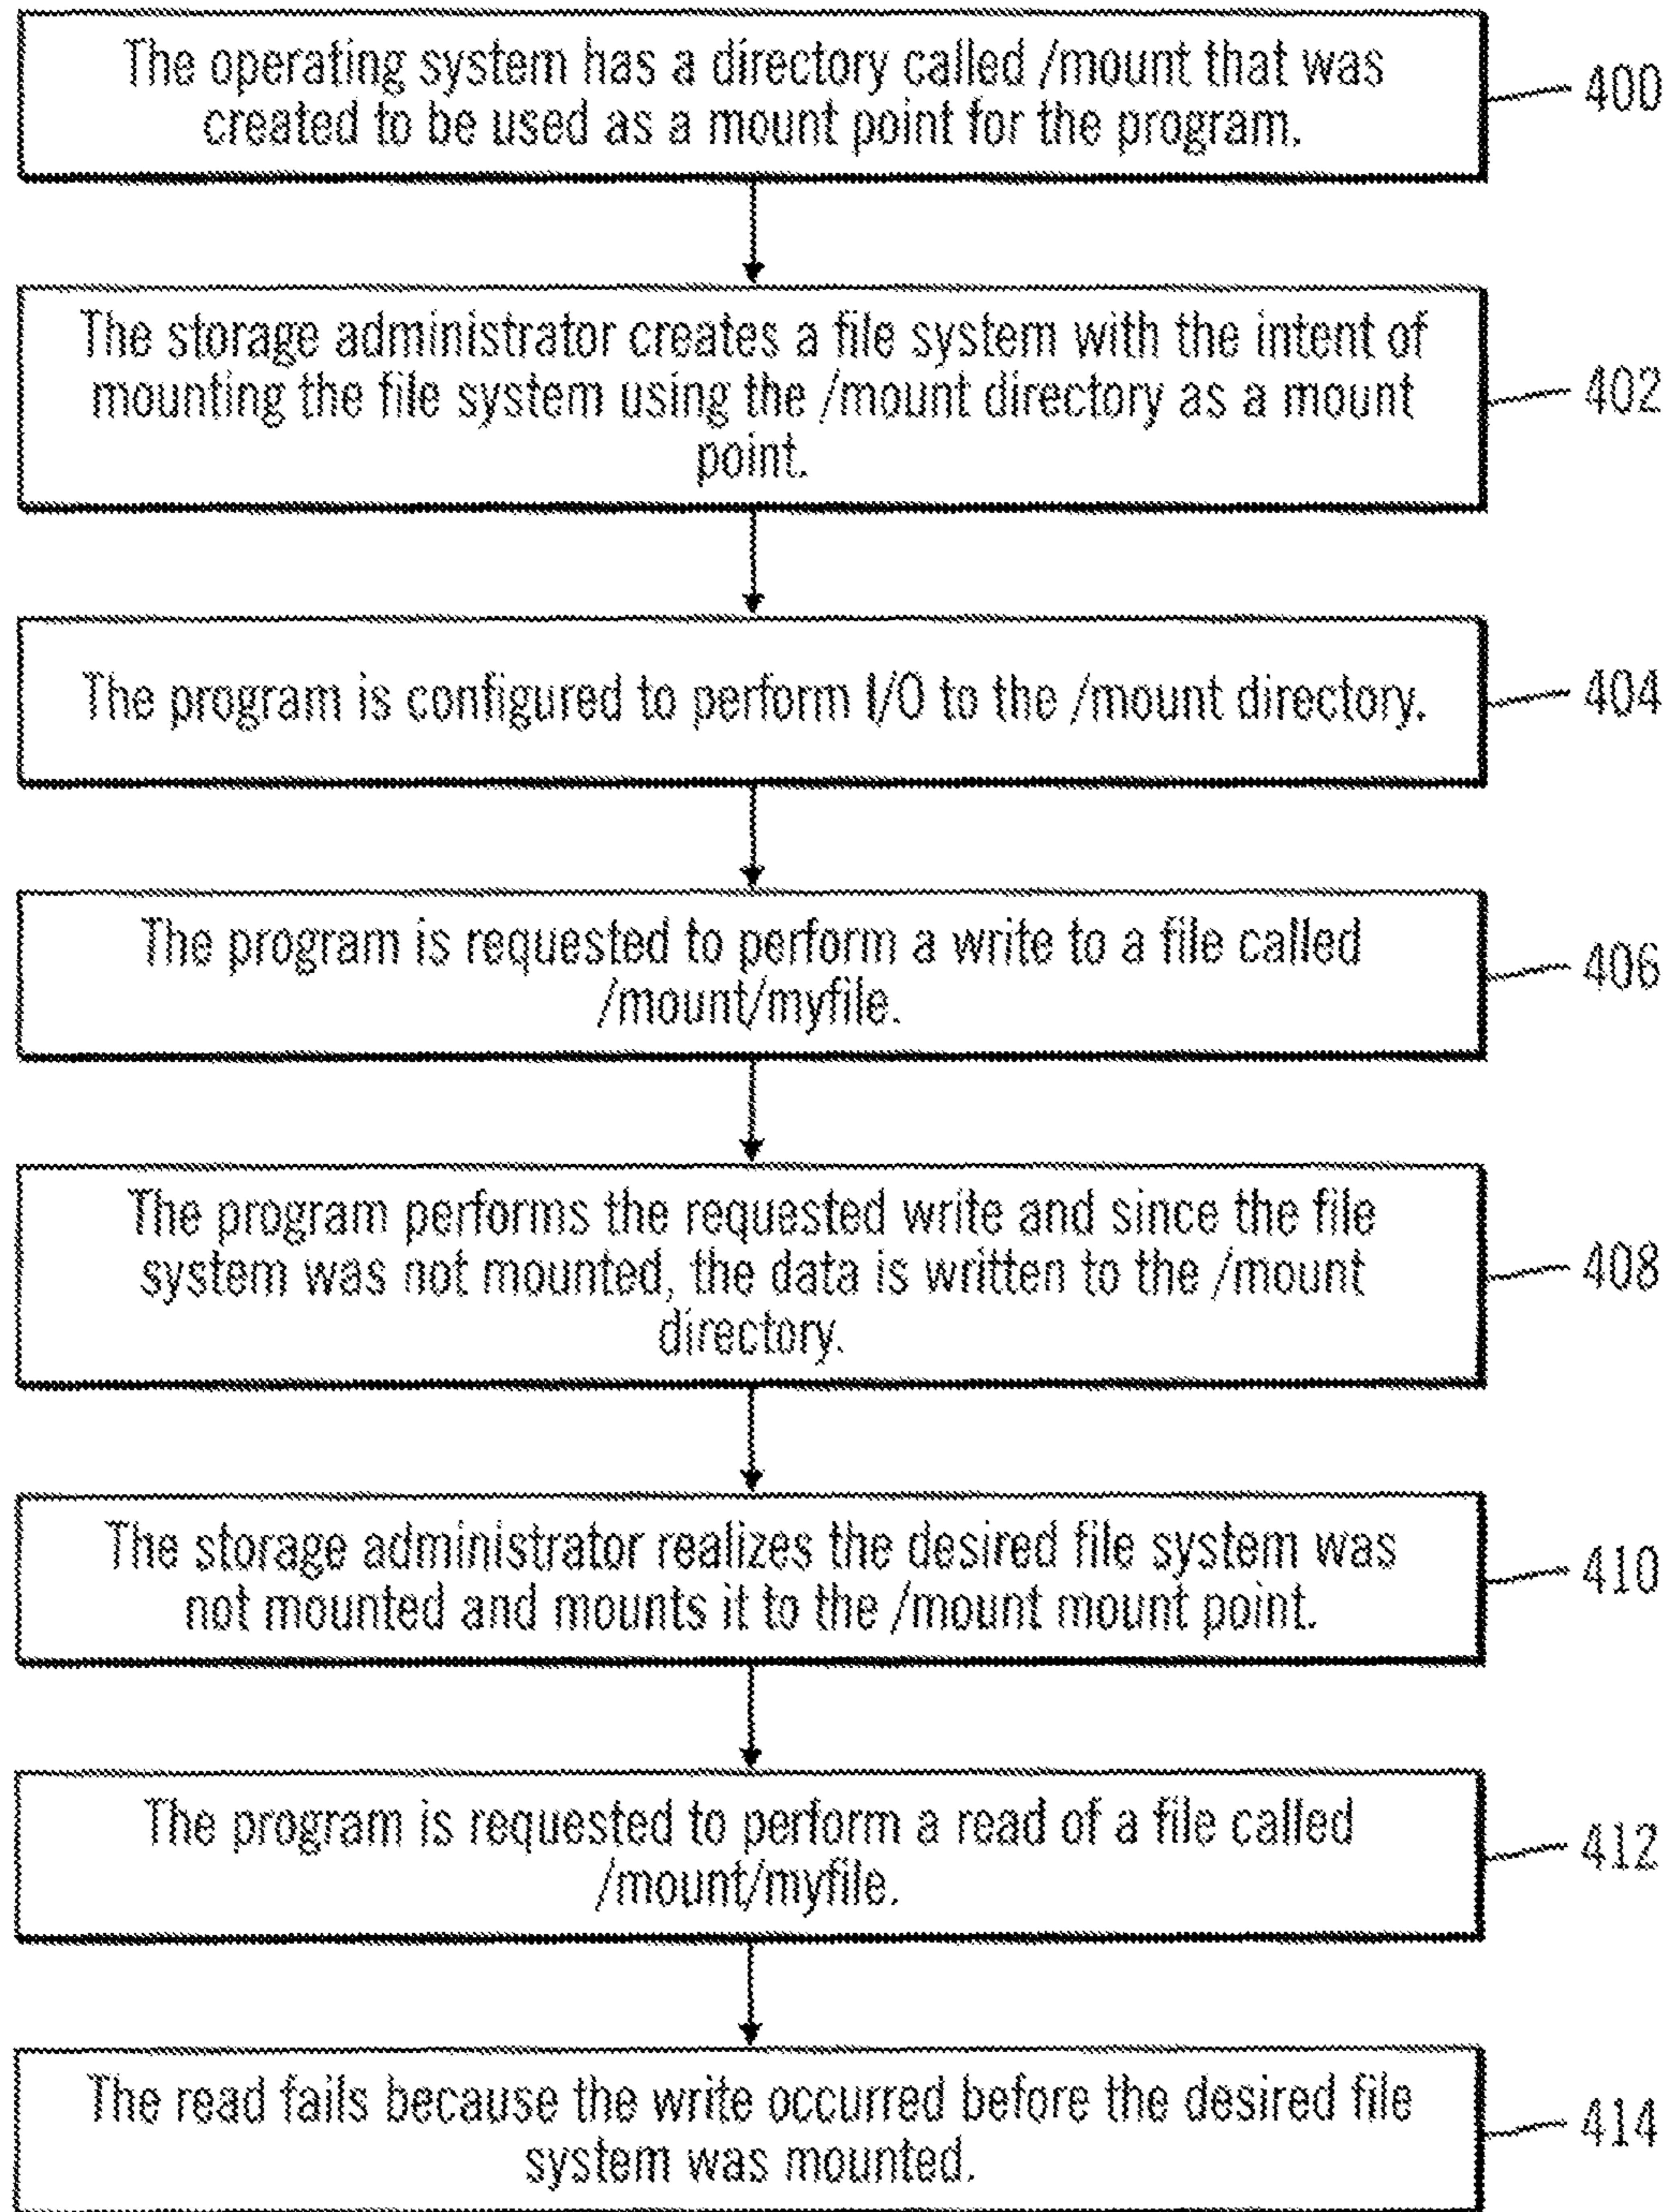 The operating system has a directory called /mount that was
created to be used as a mount point for the program.
400
The storage administrator creates a file system with the intent of
mounting the file system using the /mount directory as a mount
point.
402
The program is configured to perform I/O to the /mount directory.
404
The program is requested to perform a write to a file called
/mount/myfile.
406
The program performs the requested write and since the file
system was not mounted, the data is written to the /mount
directory.
408
The storage administrator realizes the desired file system was
not mounted and mounts it to the /mount mount point.
410
The program is requested to perform a read of a file called
/mount/myfile.
412
The read fails because the write occurred before the desired file
system was mounted.
414